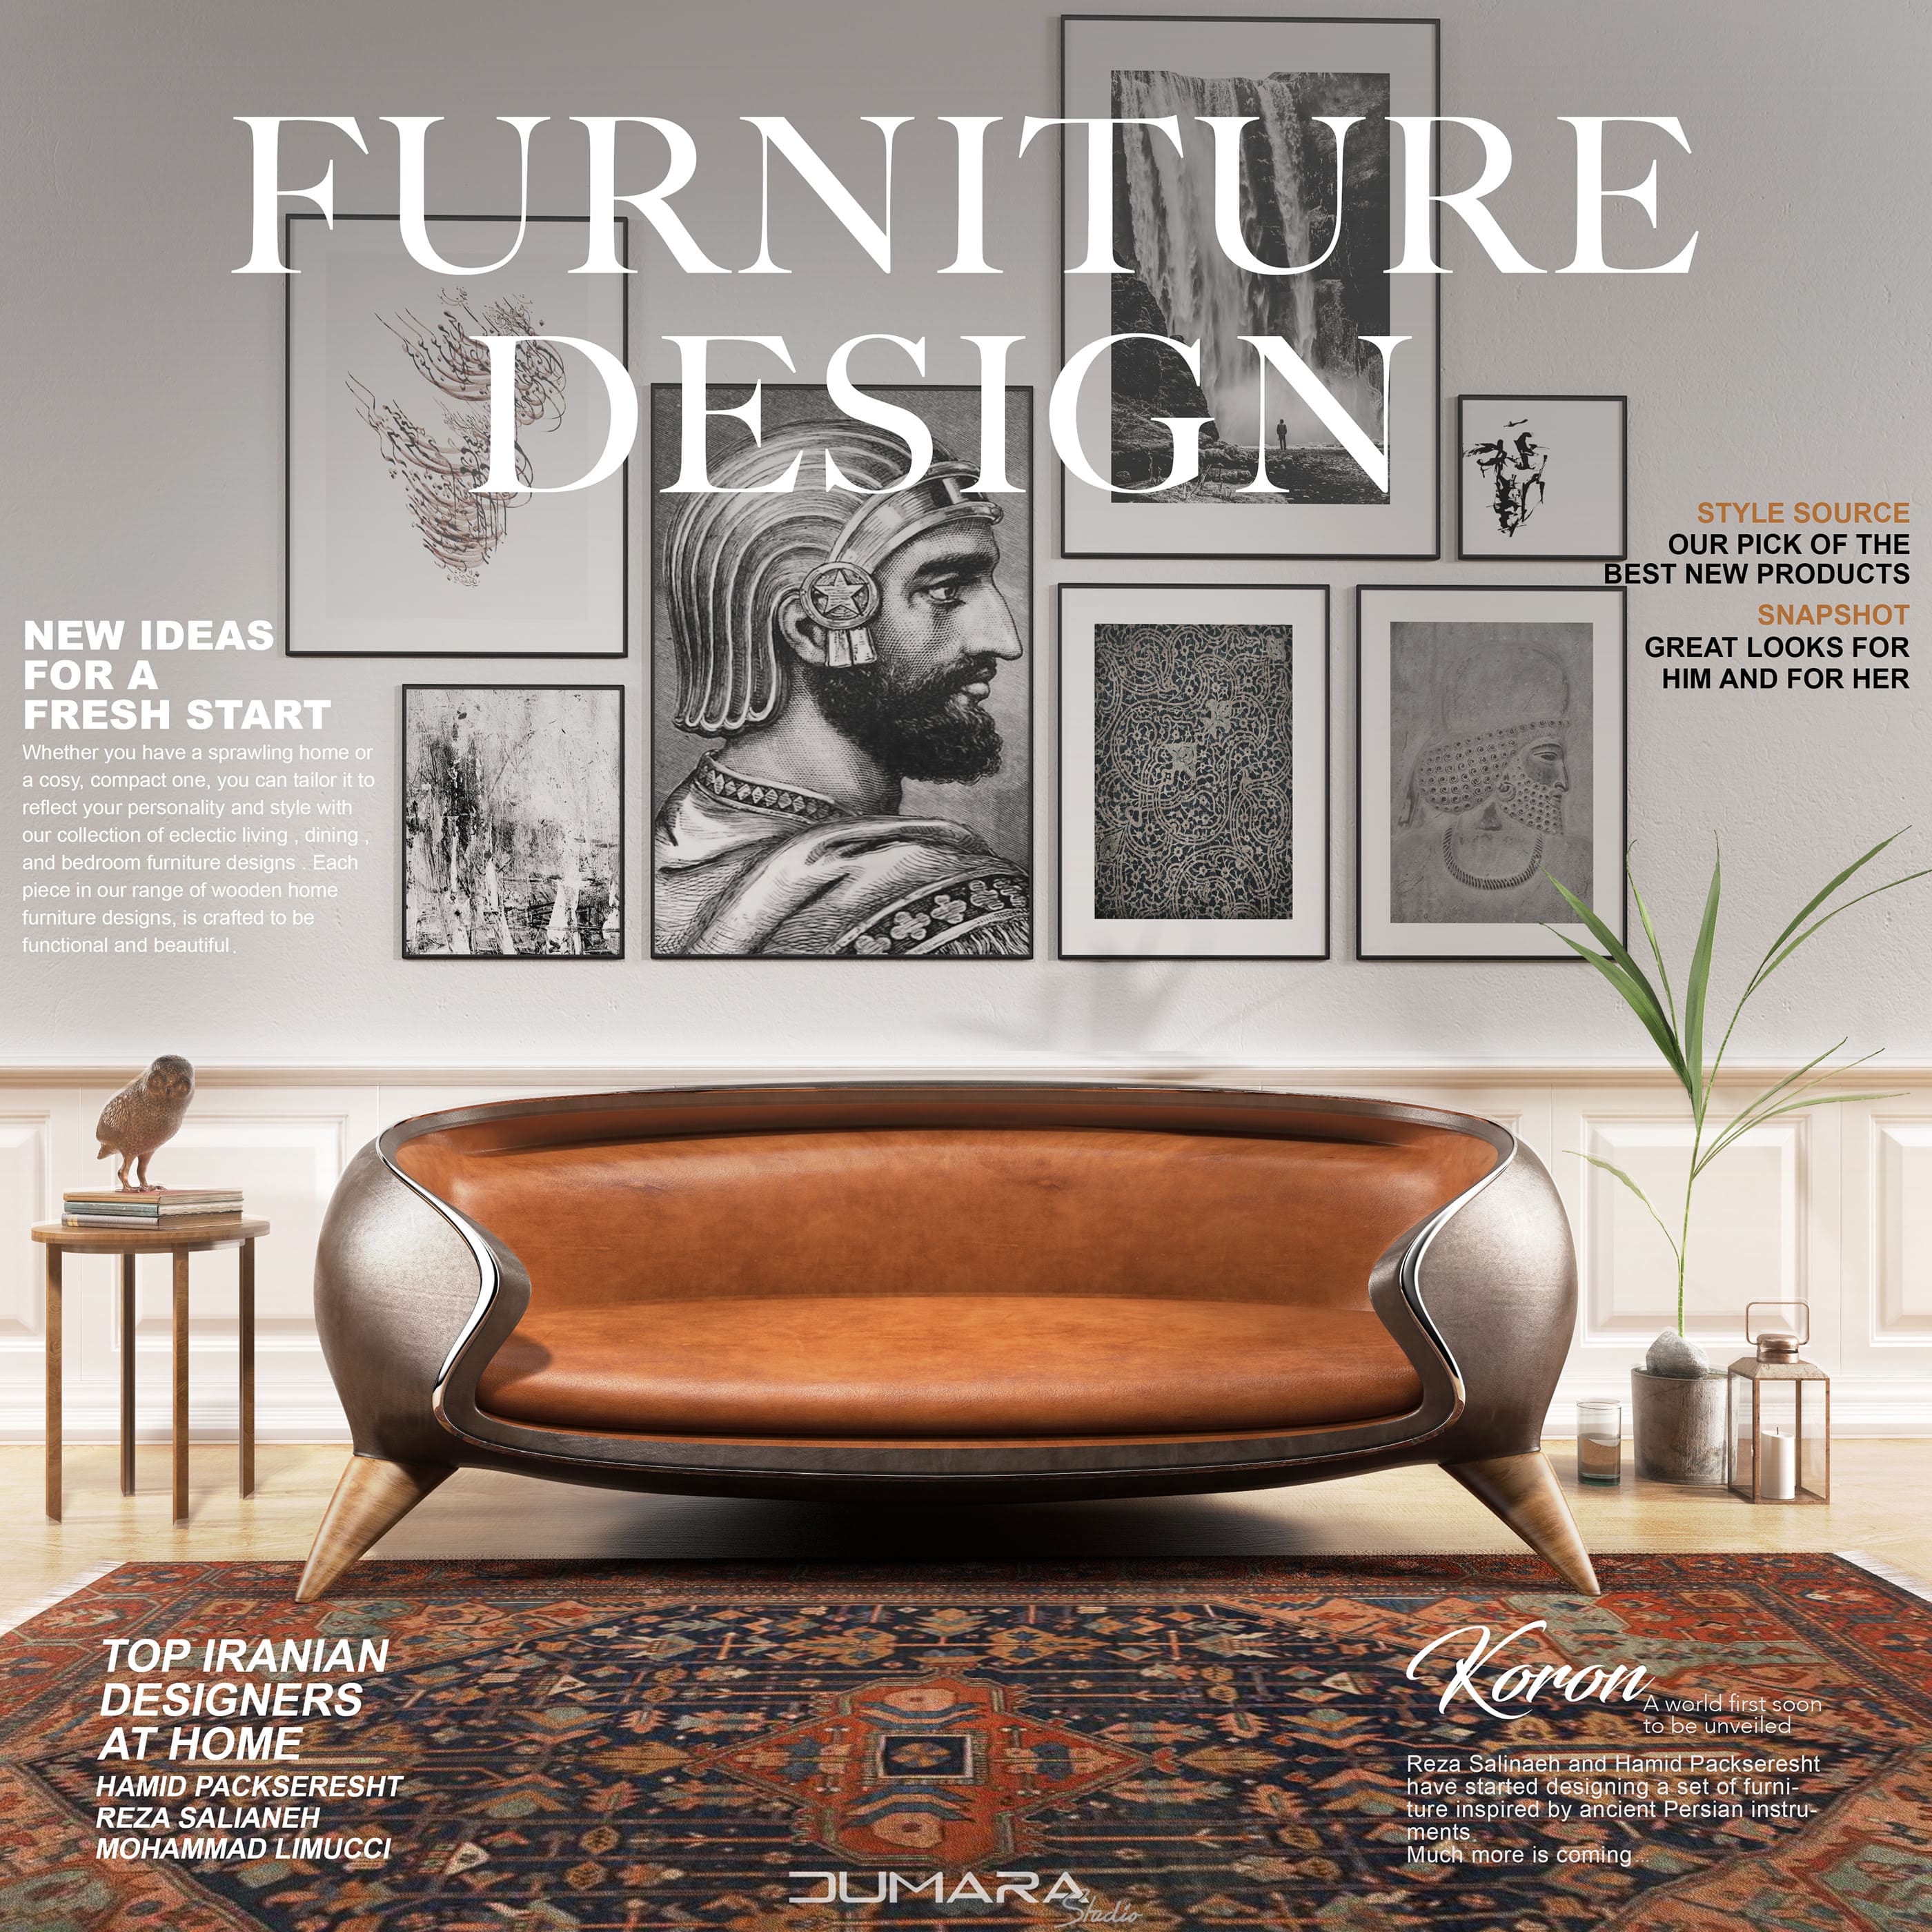 FURNITURE
DESIGN
STYLE SOURCE
OUR PICK OF THE
BEST NEW PRODUCTS
SNAPSHOT
GREAT LOOKS FOR
HIM AND FOR HER
NEW IDEAS
FOR A
FRESH START
Whether you have a sprawling home or
a cosy, compact one, you can tailor it to
reflect your personality and style with
our collection of eclectic living , dining ,
and bedroom furniture designs . Each
piece in our range of wooden home
furniture designs, is crafted to be
functional and beautiful.
TOP IRANIAN
DESIGNERS
AT HOME
HAMID PACKSERESHT
REZA SALIANEH
MOHAMMAD LIMUCCI
Koron
A world first soon
to be unveiled
Reza Salinaeh and Hamid Packseresht
have started designing a set of furni-
ture inspired by ancient Persian instru-
ments.
Much more is coming...
JUMARA
Studio